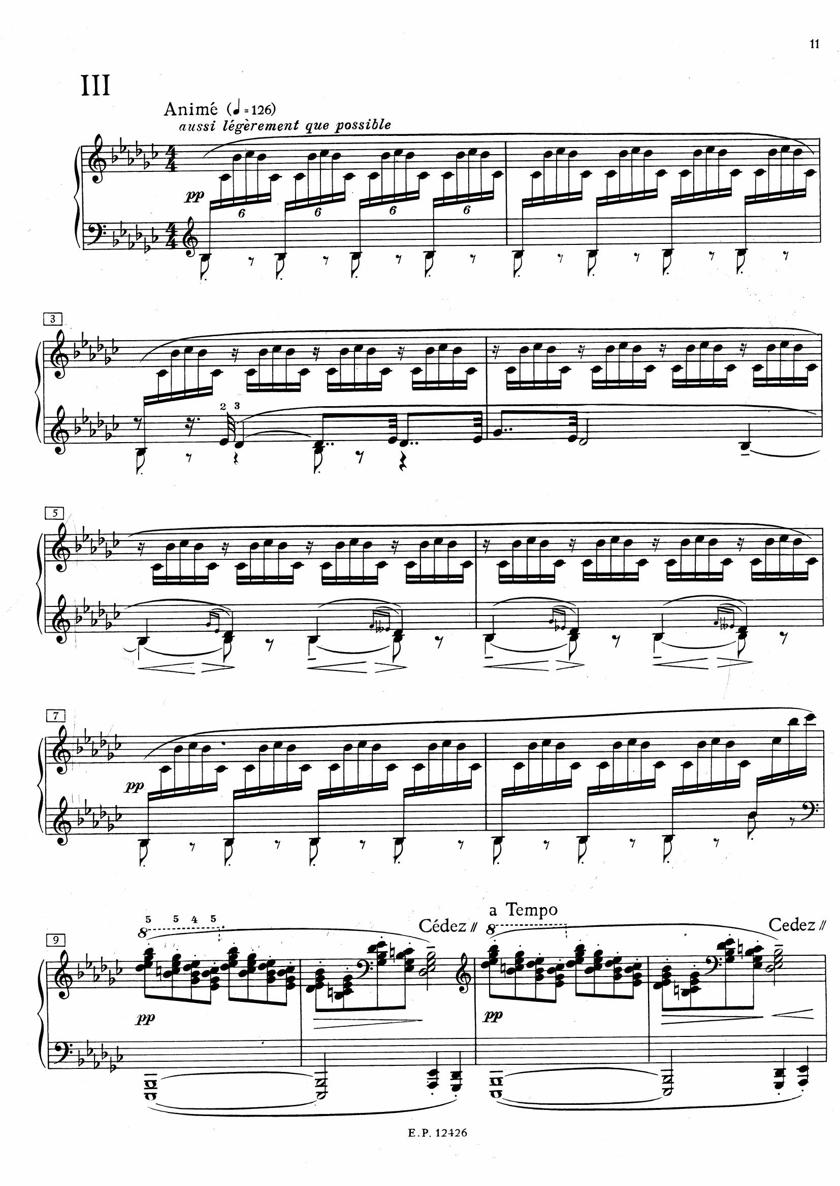 11
III
Animé (♩=126)
aussi légèrement que possible
pp
6 6 6 6
3
2 3
5
7
pp
9
5 5 4 5
8
Cédez //
a Tempo
8
Cedez //
pp
pp
E.P. 12426